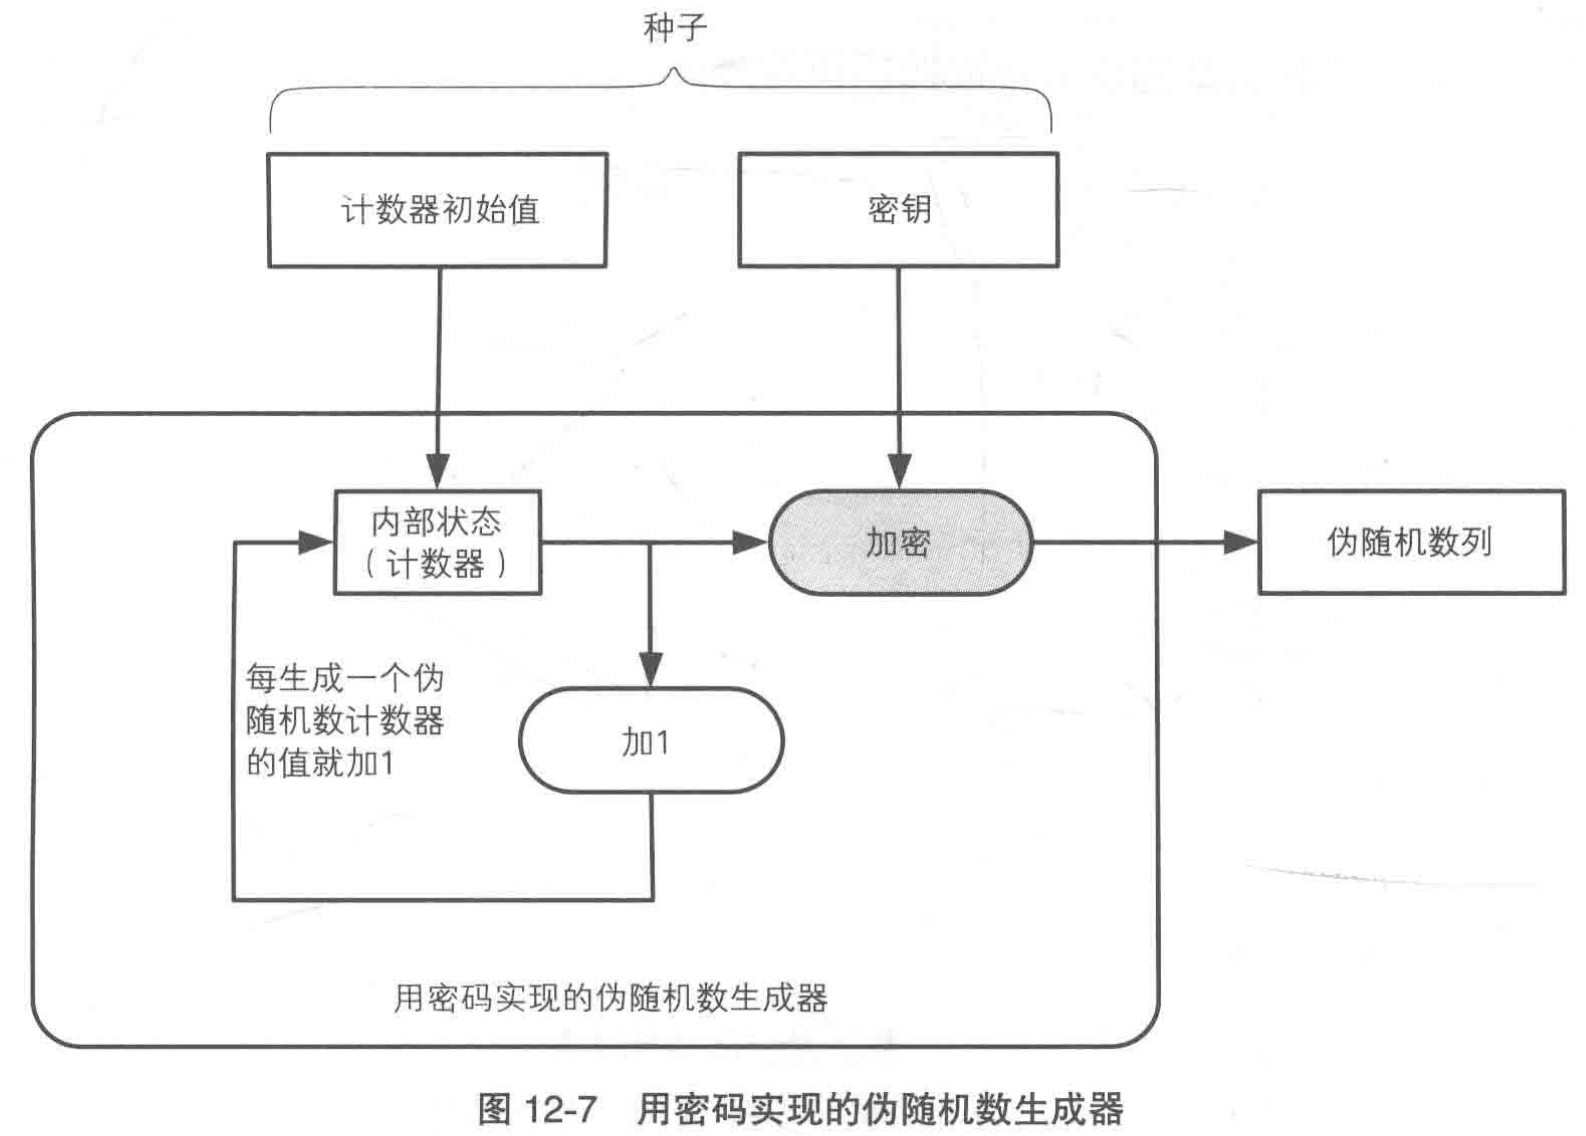 种子
计数器初始值
密钥
内部状态
（计数器）
加密
伪随机数列
每生成一个伪
随机数计数器
的值就加1
加1
用密码实现的伪随机数生成器
图 12-7 用密码实现的伪随机数生成器